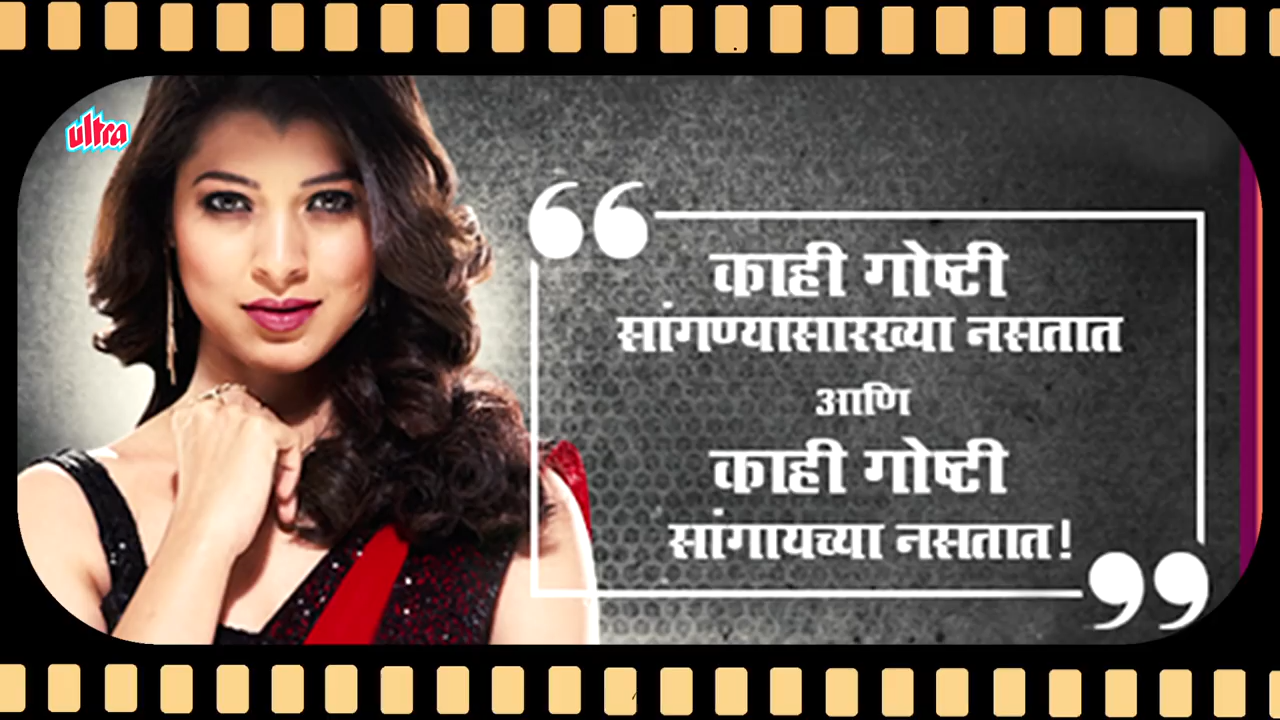 ultra
काही गोष्टी
सांगण्यासारख्या नसतात
आणि
काही गोष्टी
सांगायच्या नसतात!